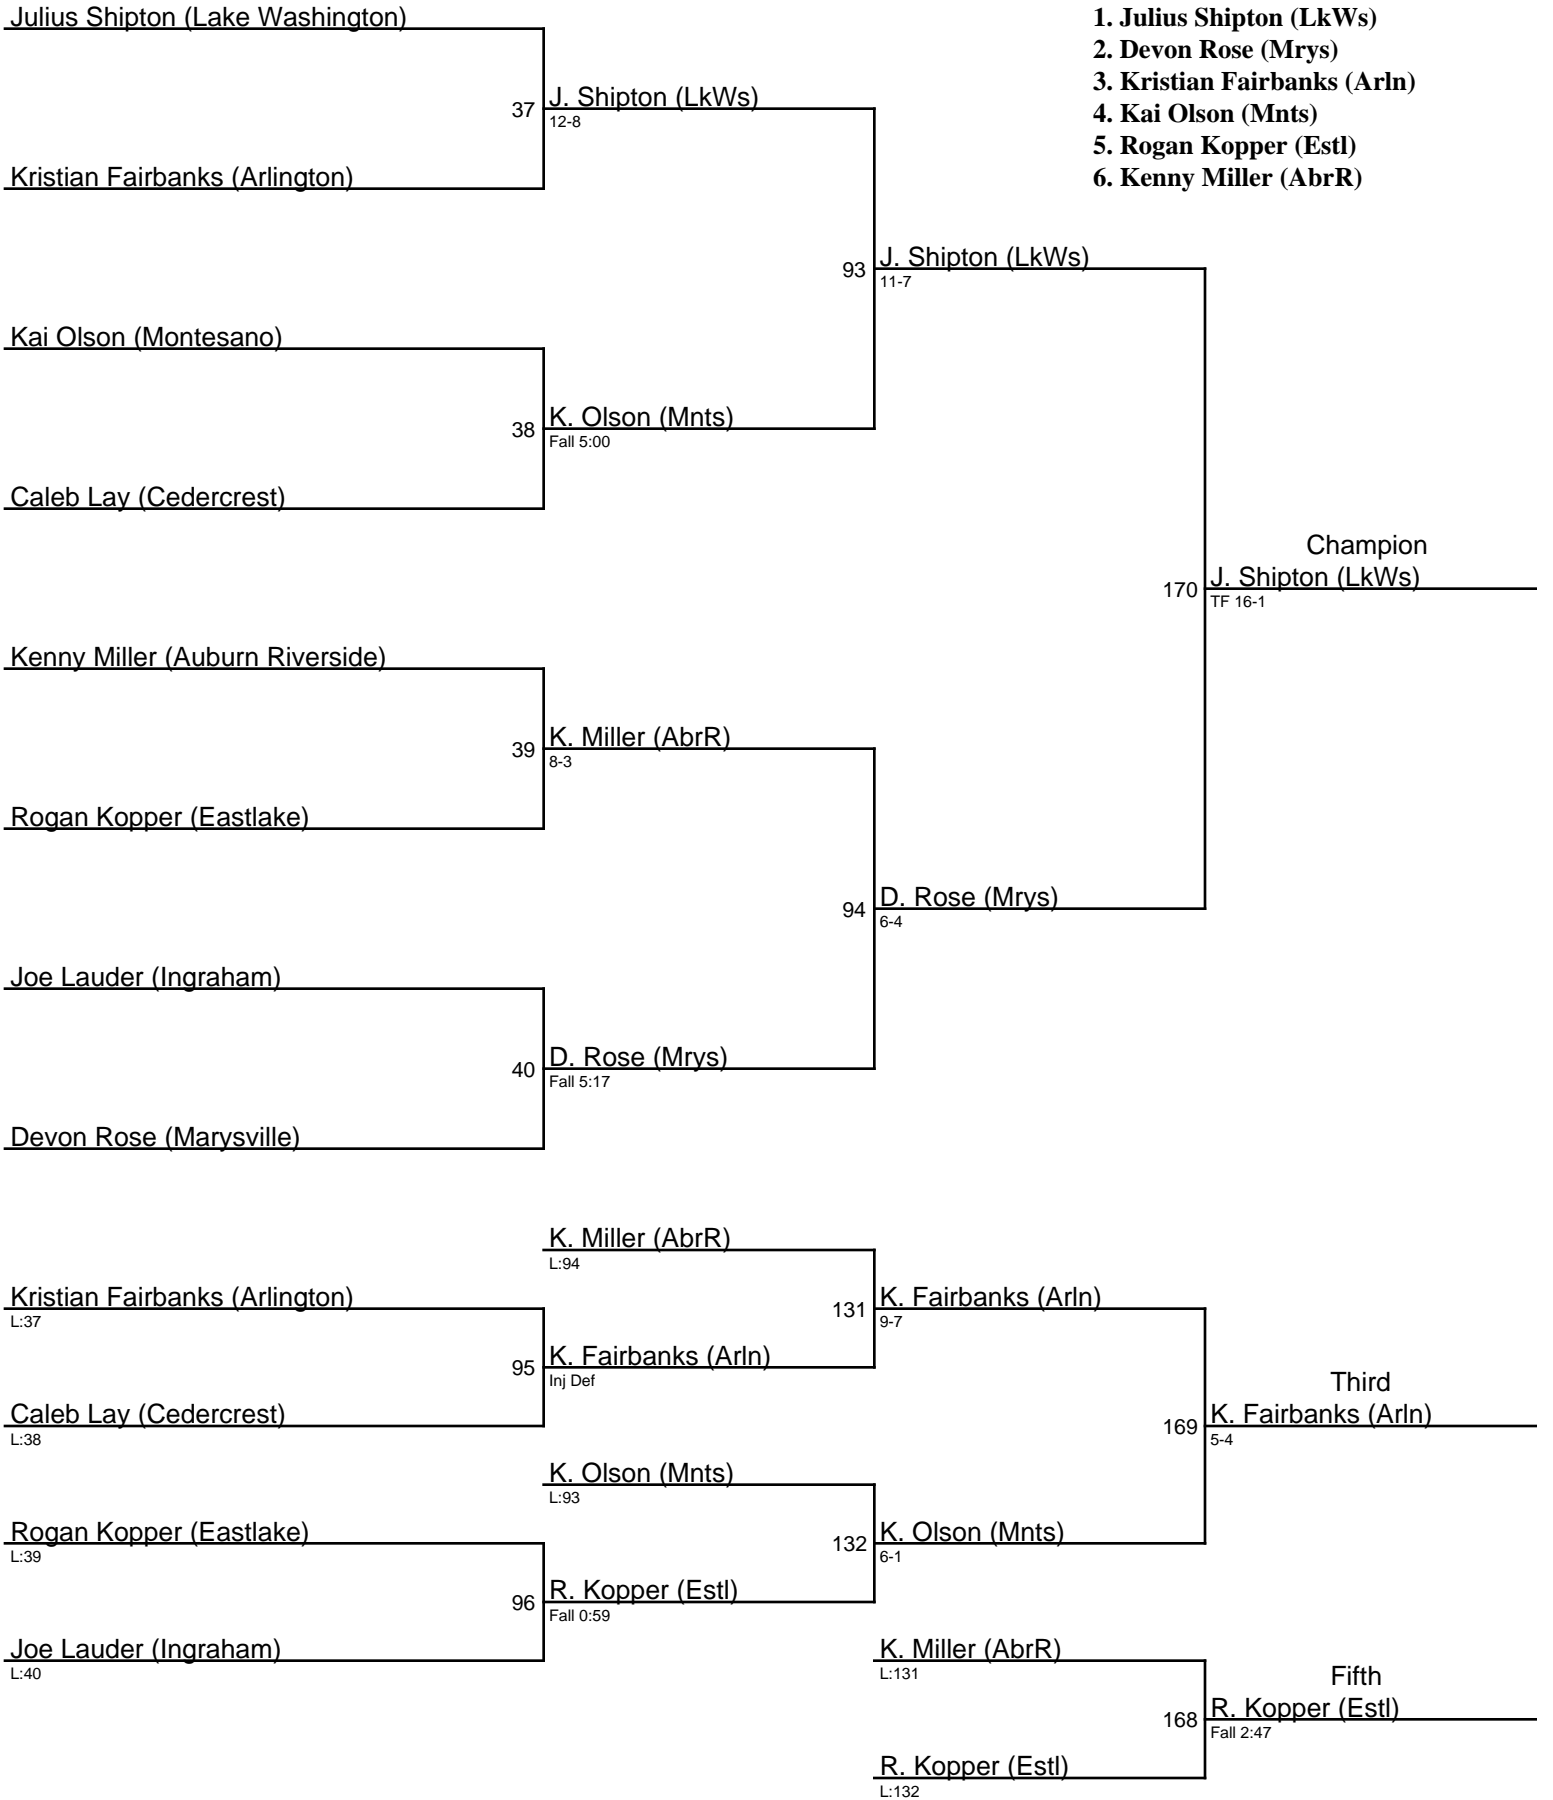 Julius Shipton (Lake Washington)
1. Julius Shipton (LkWs)
2. Devon Rose (Mrys)
3. Kristian Fairbanks (Arln)
4. Kai Olson (Mnts)
5. Rogan Kopper (Estl)
6. Kenny Miller (AbrR)
37 J. Shipton (LkWs)
12-8
Kristian Fairbanks (Arlington)
93 J. Shipton (LkWs)
11-7
Kai Olson (Montesano)
38 K. Olson (Mnts)
Fall 5:00
Caleb Lay (Cedercrest)
Champion
170 J. Shipton (LkWs)
TF 16-1
Kenny Miller (Auburn Riverside)
39 K. Miller (AbrR)
8-3
Rogan Kopper (Eastlake)
94 D. Rose (Mrys)
6-4
Joe Lauder (Ingraham)
40 D. Rose (Mrys)
Fall 5:17
Devon Rose (Marysville)
K. Miller (AbrR)
L:94
Kristian Fairbanks (Arlington)
L:37
131 K. Fairbanks (Arln)
9-7
95 K. Fairbanks (Arln)
Inj Def
Caleb Lay (Cedercrest)
L:38
Third
169 K. Fairbanks (Arln)
5-4
K. Olson (Mnts)
L:93
Rogan Kopper (Eastlake)
L:39
132 K. Olson (Mnts)
6-1
96 R. Kopper (Estl)
Fall 0:59
Joe Lauder (Ingraham)
L:40
K. Miller (AbrR)
L:131
Fifth
168 R. Kopper (Estl)
Fall 2:47
R. Kopper (Estl)
L:132